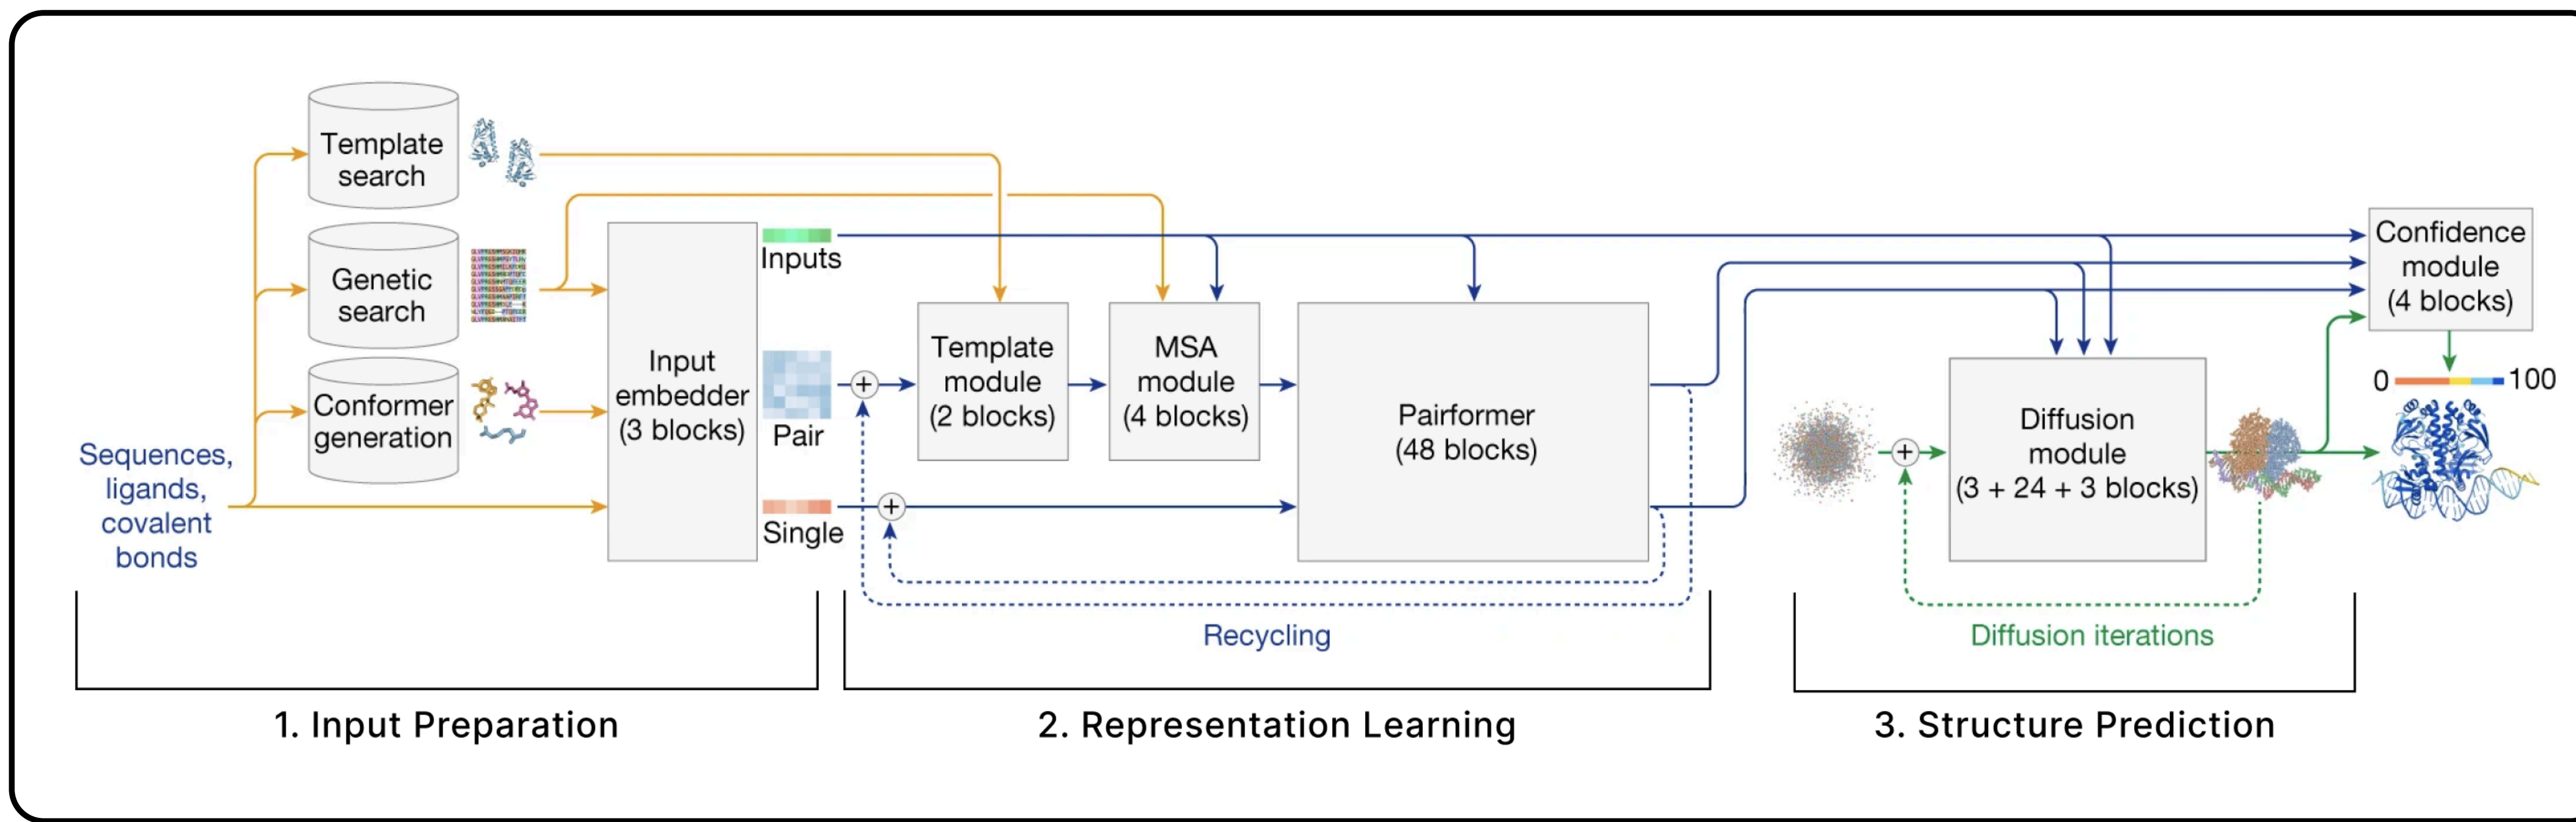 Template
search
Genetic
search
Conformer
generation
Sequences,
ligands,
covalent
bonds
Input
embedder
(3 blocks)
Inputs
Pair
Single
Template
module
(2 blocks)
MSA
module
(4 blocks)
Pairformer
(48 blocks)
Recycling
Diffusion
module
(3 + 24 + 3 blocks)
Diffusion iterations
Confidence
module
(4 blocks)
0
100
1. Input Preparation
2. Representation Learning
3. Structure Prediction